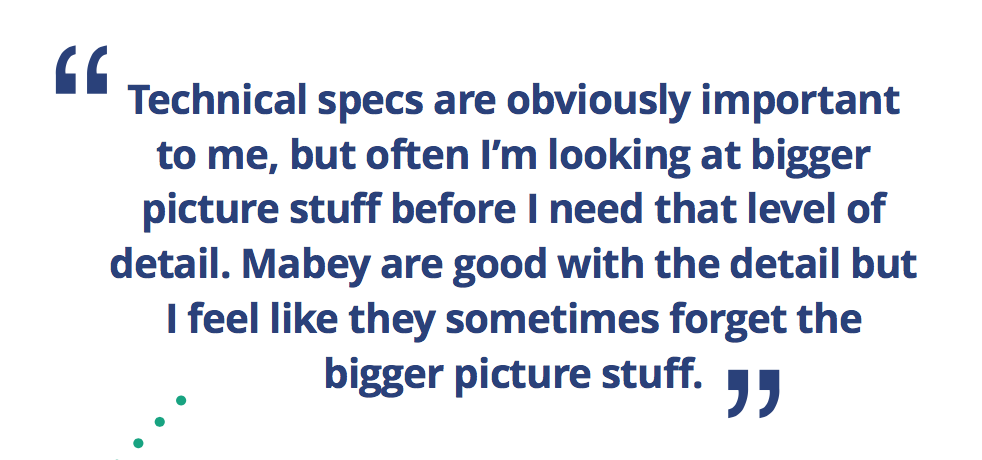 “ Technical specs are obviously important
to me, but often I’m looking at bigger
picture stuff before I need that level of
detail. Mabey are good with the detail but
I feel like they sometimes forget the
bigger picture stuff. ”